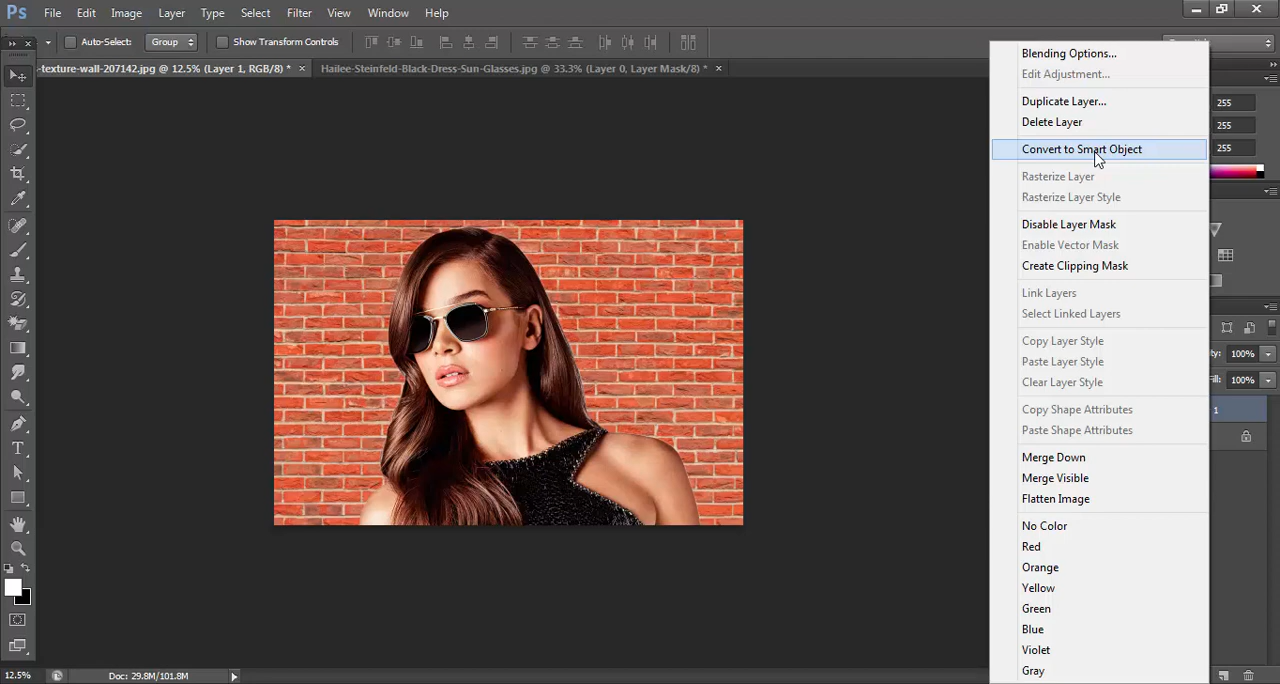 Ps File Edit Image Layer Type Select Filter View Window Help
Auto-Select: Group Show Transform Controls
-texture-wall-207142.jpg @ 12.5% (Layer 1, RGB/8) * × Hailee-Steinfeld-Black-Dress-Sun-Glasses.jpg @ 33.3% (Layer 0, Layer Mask/8) * ×
Blending Options...
Edit Adjustment...
Duplicate Layer...
Delete Layer
Convert to Smart Object
Rasterize Layer
Rasterize Layer Style
Disable Layer Mask
Enable Vector Mask
Create Clipping Mask
Link Layers
Select Linked Layers
Copy Layer Style
Paste Layer Style
Clear Layer Style
Copy Shape Attributes
Paste Shape Attributes
Merge Down
Merge Visible
Flatten Image
No Color
Red
Orange
Yellow
Green
Blue
Violet
Gray
255
255
255
ty: 100%
Fill: 100%
1
12.5% Doc: 29.8M/101.8M